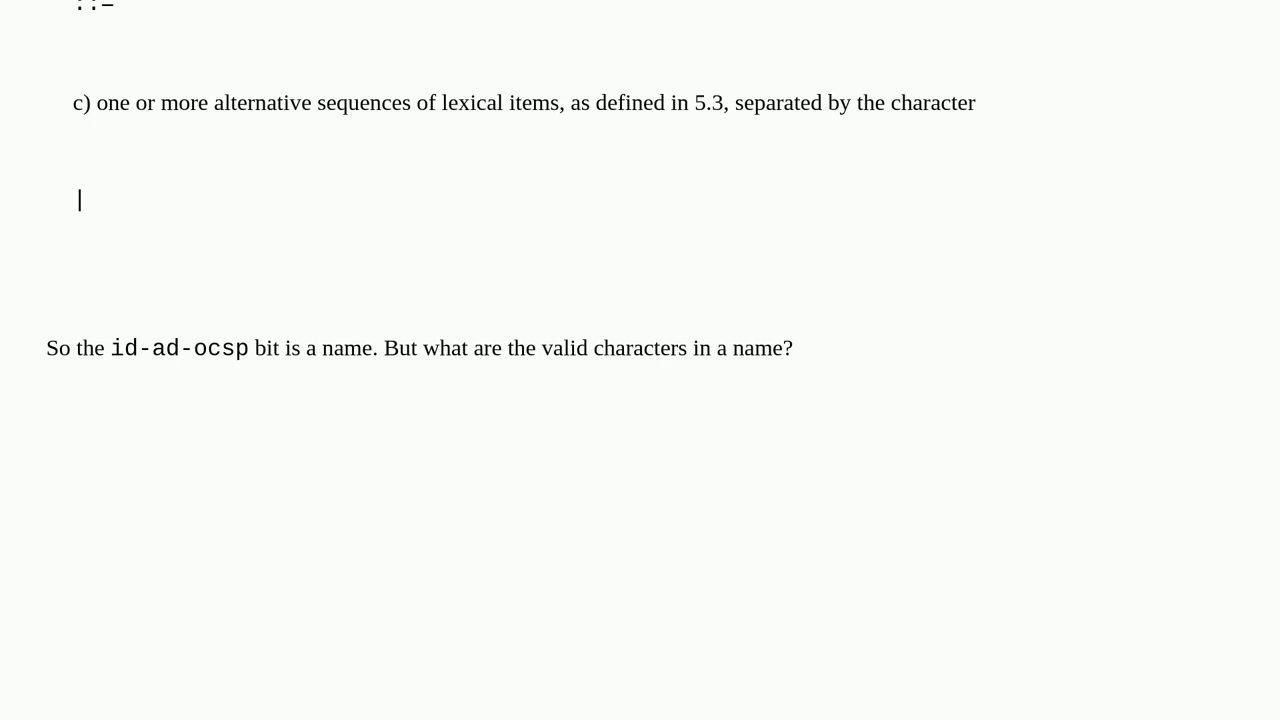 ::=
c) one or more alternative sequences of lexical items, as defined in 5.3, separated by the character
|
So the id-ad-ocsp bit is a name. But what are the valid characters in a name?